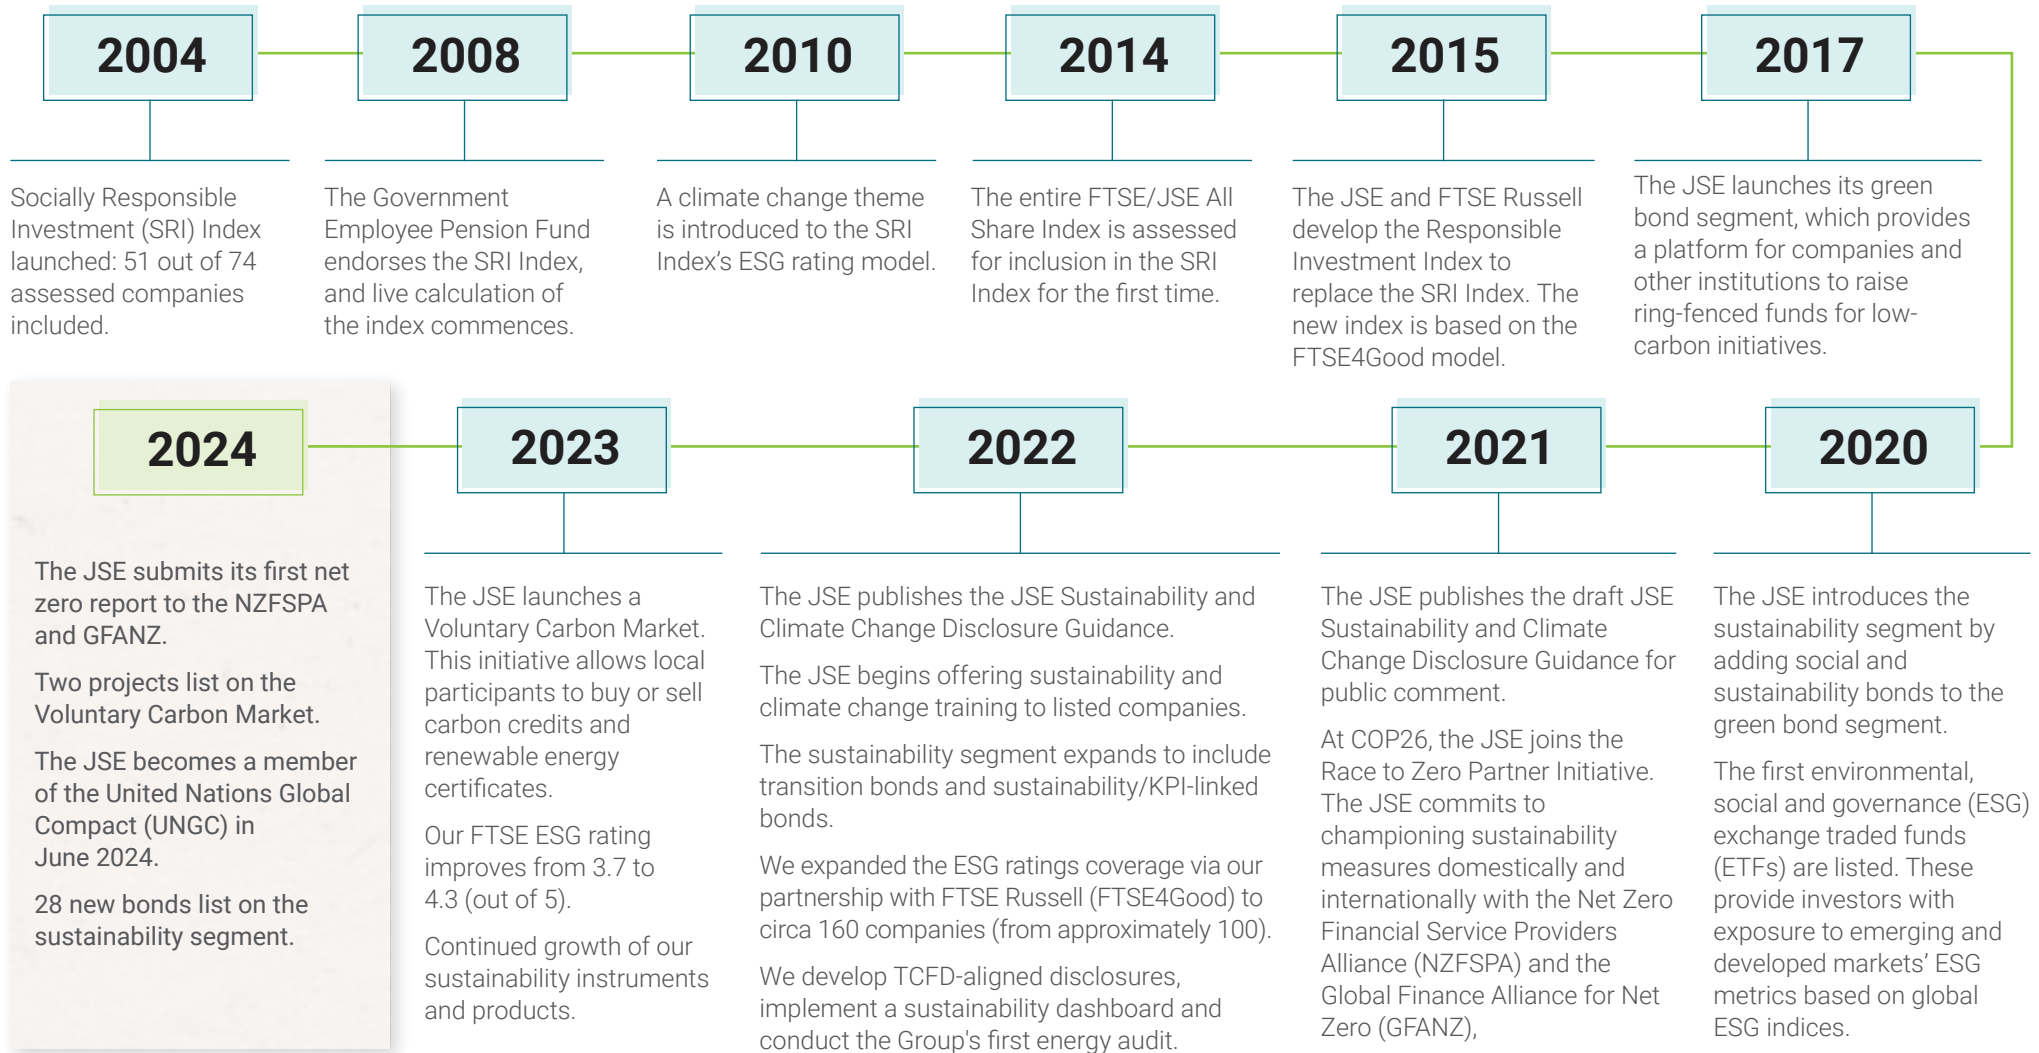 2004
Socially Responsible
Investment (SRI) Index
launched: 51 out of 74
assessed companies
included.
2008
The Government
Employee Pension Fund
endorses the SRI Index,
and live calculation of
the index commences.
2010
A climate change theme
is introduced to the SRI
Index’s ESG rating model.
2014
The entire FTSE/JSE All
Share Index is assessed
for inclusion in the SRI
Index for the first time.
2015
The JSE and FTSE Russell
develop the Responsible
Investment Index to
replace the SRI Index. The
new index is based on the
FTSE4Good model.
2017
The JSE launches its green
bond segment, which provides
a platform for companies and
other institutions to raise
ring-fenced funds for low-
carbon initiatives.
2020
The JSE introduces the
sustainability segment by
adding social and
sustainability bonds to the
green bond segment.
The first environmental,
social and governance (ESG)
exchange traded funds
(ETFs) are listed. These
provide investors with
exposure to emerging and
developed markets’ ESG
metrics based on global
ESG indices.
2021
The JSE publishes the draft JSE
Sustainability and Climate
Change Disclosure Guidance for
public comment.
At COP26, the JSE joins the
Race to Zero Partner Initiative.
The JSE commits to
championing sustainability
measures domestically and
internationally with the Net Zero
Financial Service Providers
Alliance (NZFSPA) and the
Global Finance Alliance for Net
Zero (GFANZ),
2022
The JSE publishes the JSE Sustainability and
Climate Change Disclosure Guidance.
The JSE begins offering sustainability and
climate change training to listed companies.
The sustainability segment expands to include
transition bonds and sustainability/KPI-linked
bonds.
We expanded the ESG ratings coverage via our
partnership with FTSE Russell (FTSE4Good) to
circa 160 companies (from approximately 100).
We develop TCFD-aligned disclosures,
implement a sustainability dashboard and
conduct the Group's first energy audit.
2023
The JSE launches a
Voluntary Carbon Market.
This initiative allows local
participants to buy or sell
carbon credits and
renewable energy
certificates.
Our FTSE ESG rating
improves from 3.7 to
4.3 (out of 5).
Continued growth of our
sustainability instruments
and products.
2024
The JSE submits its first net
zero report to the NZFSPA
and GFANZ.
Two projects list on the
Voluntary Carbon Market.
The JSE becomes a member
of the United Nations Global
Compact (UNGC) in
June 2024.
28 new bonds list on the
sustainability segment.